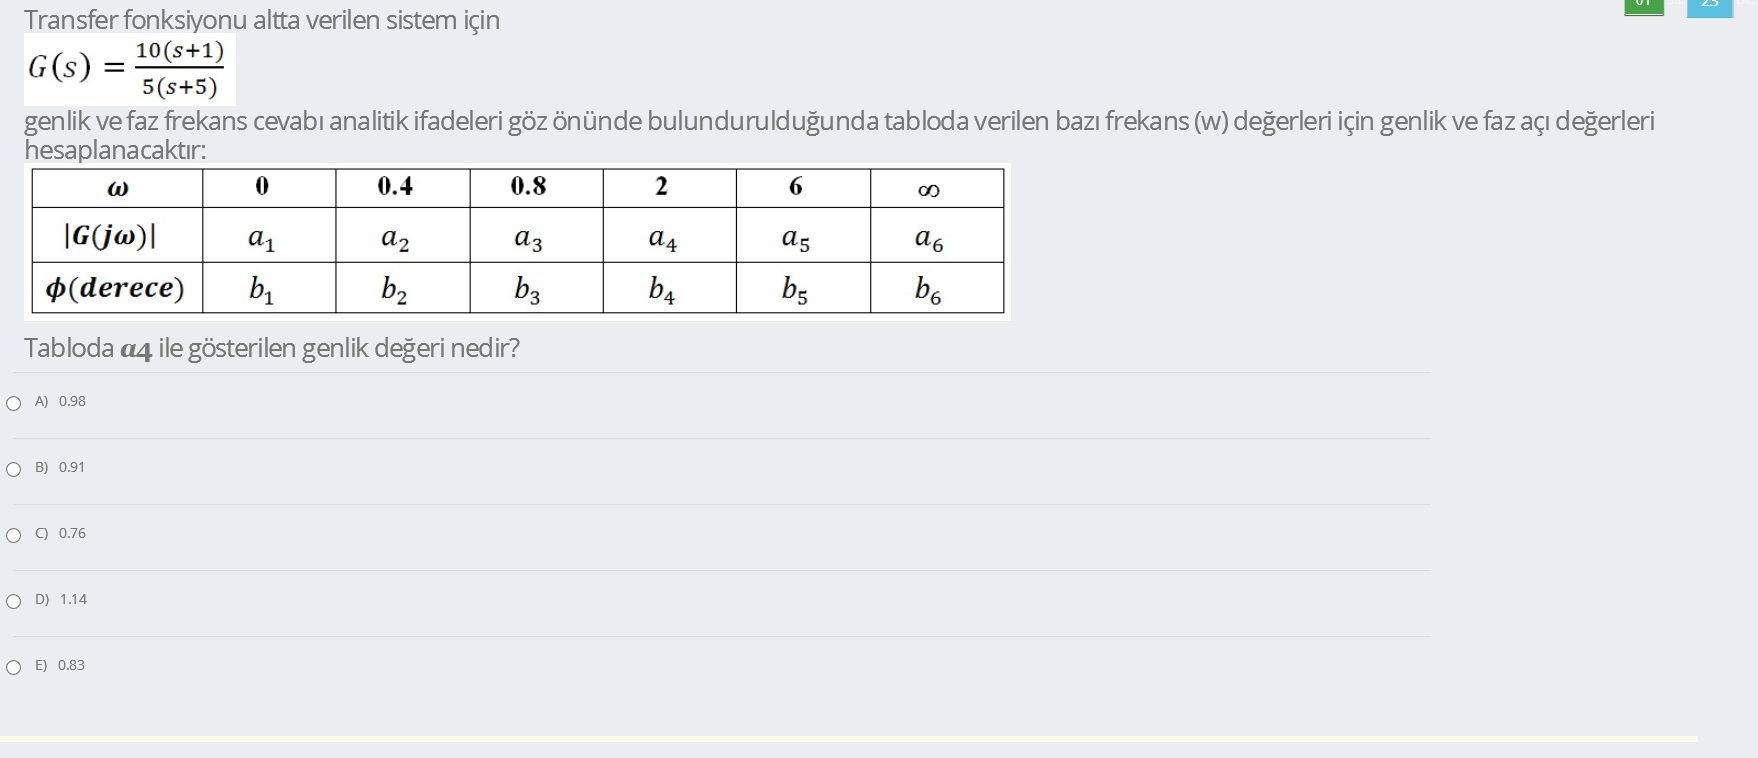 01 23
Transfer fonksiyonu altta verilen sistem için
G(s) = 10(s+1) / 5(s+5)
genlik ve faz frekans cevabı analitik ifadeleri göz önünde bulundurulduğunda tabloda verilen bazı frekans (w) değerleri için genlik ve faz açı değerleri
hesaplanacaktır:
ω 0 0.4 0.8 2 6 ∞
|G(jω)| a₁ a₂ a₃ a₄ a₅ a₆
ϕ(derece) b₁ b₂ b₃ b₄ b₅ b₆
Tabloda a4 ile gösterilen genlik değeri nedir?
A) 0.98
B) 0.91
C) 0.76
D) 1.14
E) 0.83